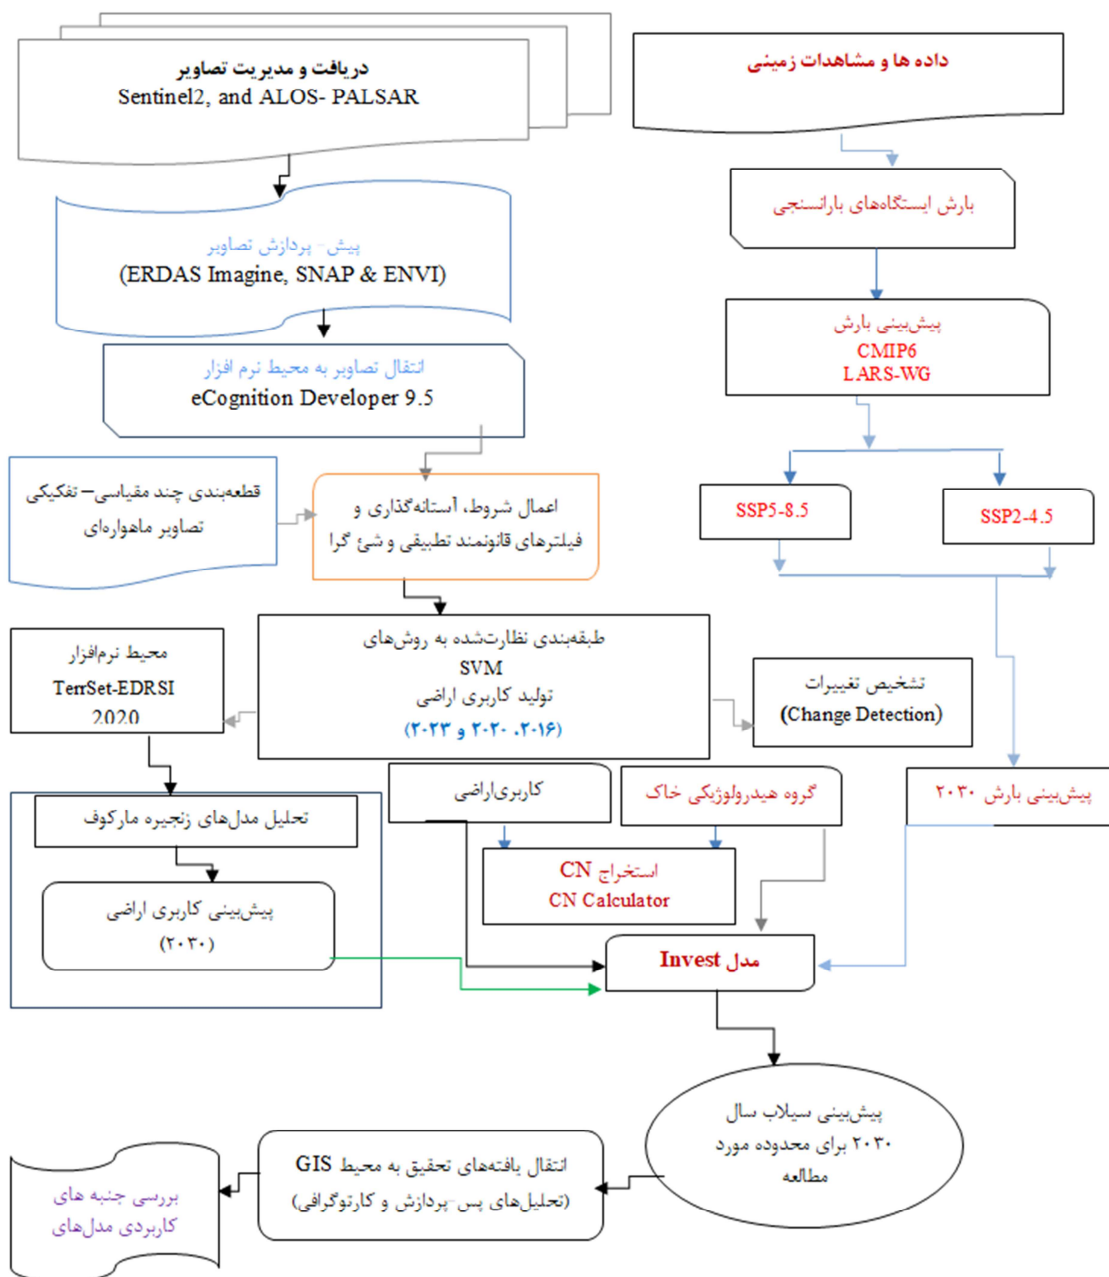 دریافت و مدیریت تصاویر
Sentinel2, and ALOS- PALSAR
داده ها و مشاهدات زمینی
بارش ایستگاه‌های بارانسنجی
پیش- پردازش تصاویر
(ERDAS Imagine, SNAP & ENVI)
پیش‌بینی بارش
CMIP6
LARS-WG
انتقال تصاویر به محیط نرم افزار
eCognition Developer 9.5
قطعه‌بندی چند مقیاسی– تفکیکی
تصاویر ماهواره‌ای
اعمال شروط، آستانه‌گذاری و
فیلترهای قانونمند تطبیقی و شئ گرا
SSP5-8.5
SSP2-4.5
محیط نرم‌افزار
TerrSet-EDRSI
2020
طبقه‌بندی نظارت‌شده به روش‌های
SVM
تولید کاربری اراضی
(۲۰۱۶، ۲۰۲۰ و ۲۰۲۳)
تشخیص تغییرات
(Change Detection)
کاربری‌اراضی
گروه هیدرولوژیکی خاک
پیش‌بینی بارش ۲۰۳۰
تحلیل مدل‌های زنجیره مارکوف
استخراج CN
CN Calculator
پیش‌بینی کاربری اراضی
(۲۰۳۰)
مدل Invest
پیش‌بینی سیلاب سال
۲۰۳۰ برای محدوده مورد
مطالعه
انتقال یافته‌های تحقیق به محیط GIS
(تحلیل‌های پس-پردازش و کارتوگرافی)
بررسی جنبه های
کاربردی مدل‌های